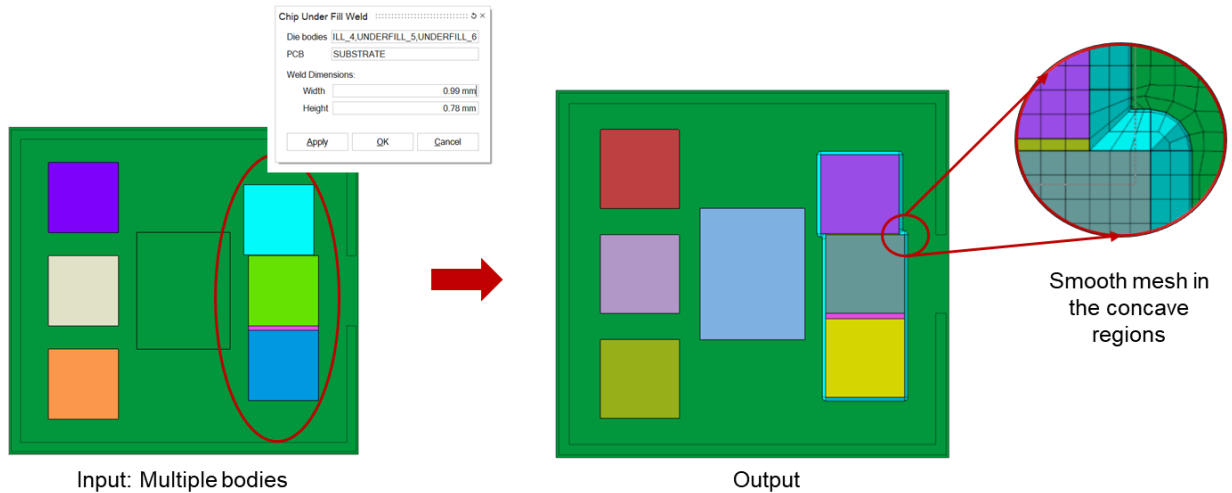 Chip Under Fill Weld
Die bodies ILL_4,UNDERFILL_5,UNDERFILL_6
PCB SUBSTRATE
Weld Dimensions:
Width 0.99 mm
Height 0.78 mm
Apply OK Cancel
Smooth mesh in
the concave
regions
Input: Multiple bodies
Output